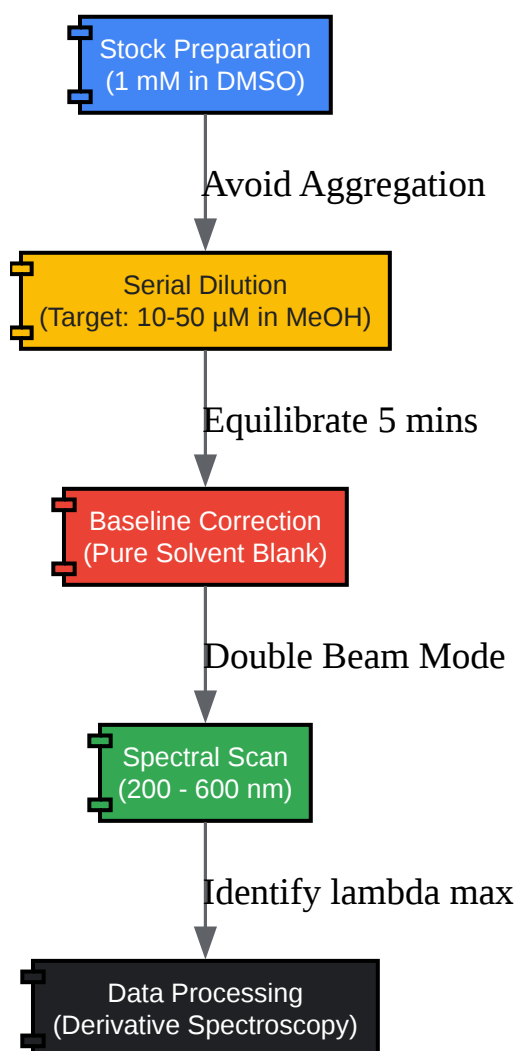 Stock Preparation
(1 mM in DMSO)
Avoid Aggregation
Serial Dilution
(Target: 10-50 µM in MeOH)
Equilibrate 5 mins
Baseline Correction
(Pure Solvent Blank)
Double Beam Mode
Spectral Scan
(200 - 600 nm)
Identify lambda max
Data Processing
(Derivative Spectroscopy)